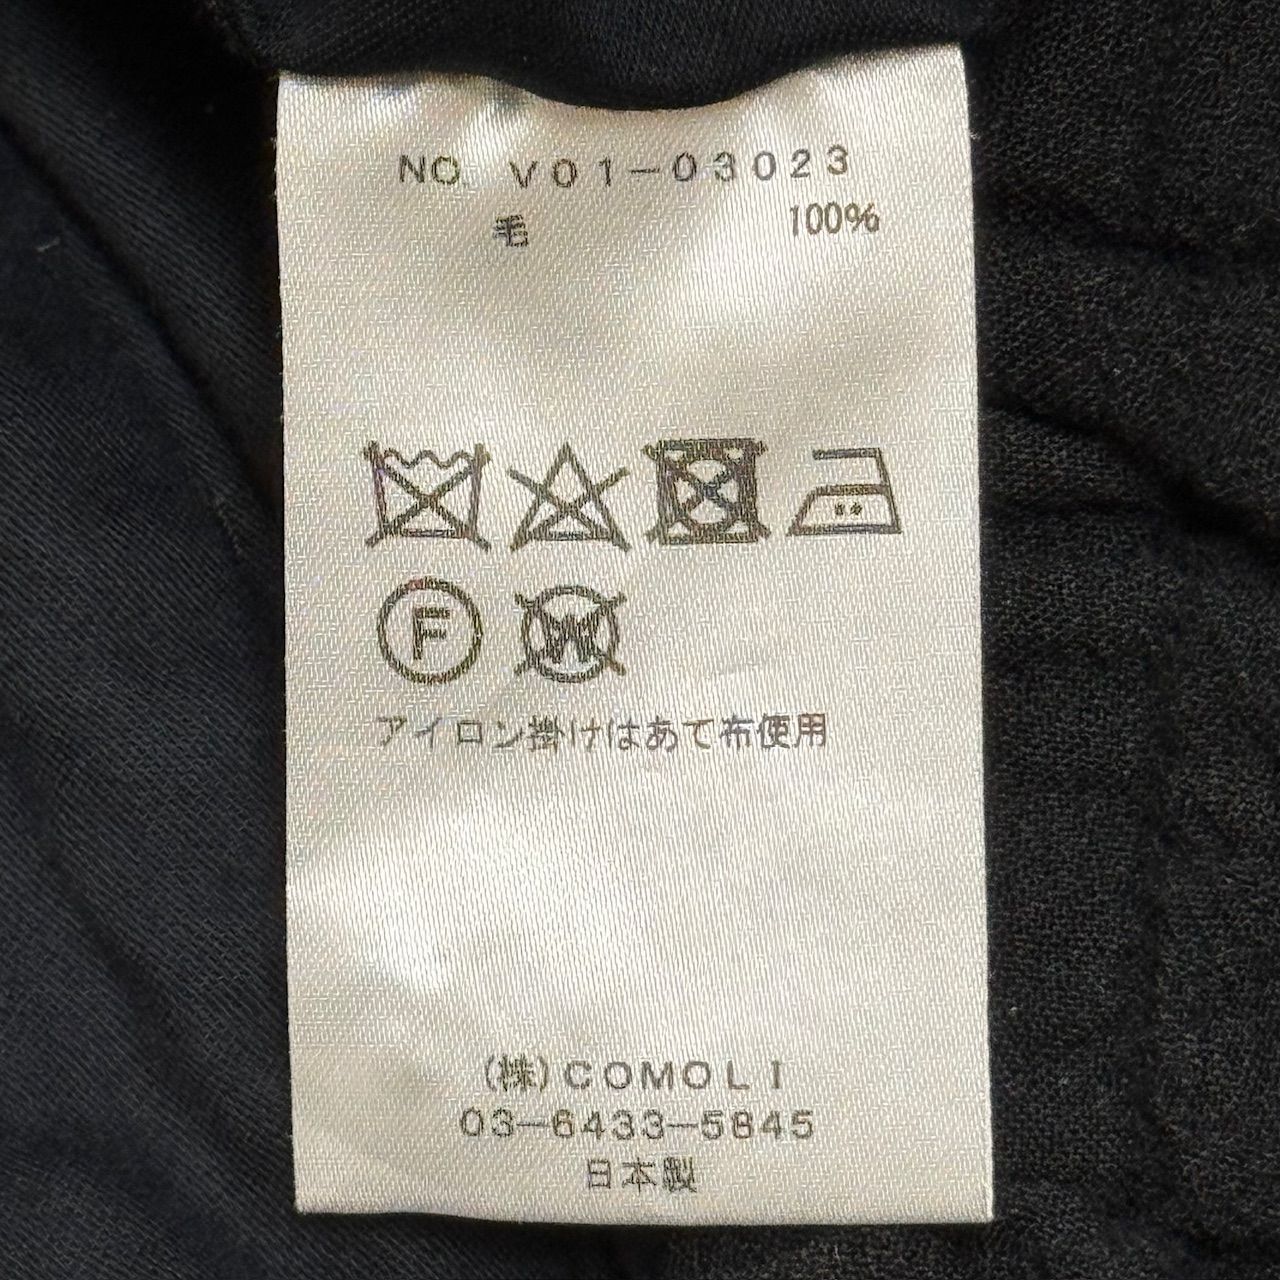 NO. V01-03023
毛 100%
F W
アイロン掛けはあて布使用
(株)COMOLI
03-6433-5845
日本製